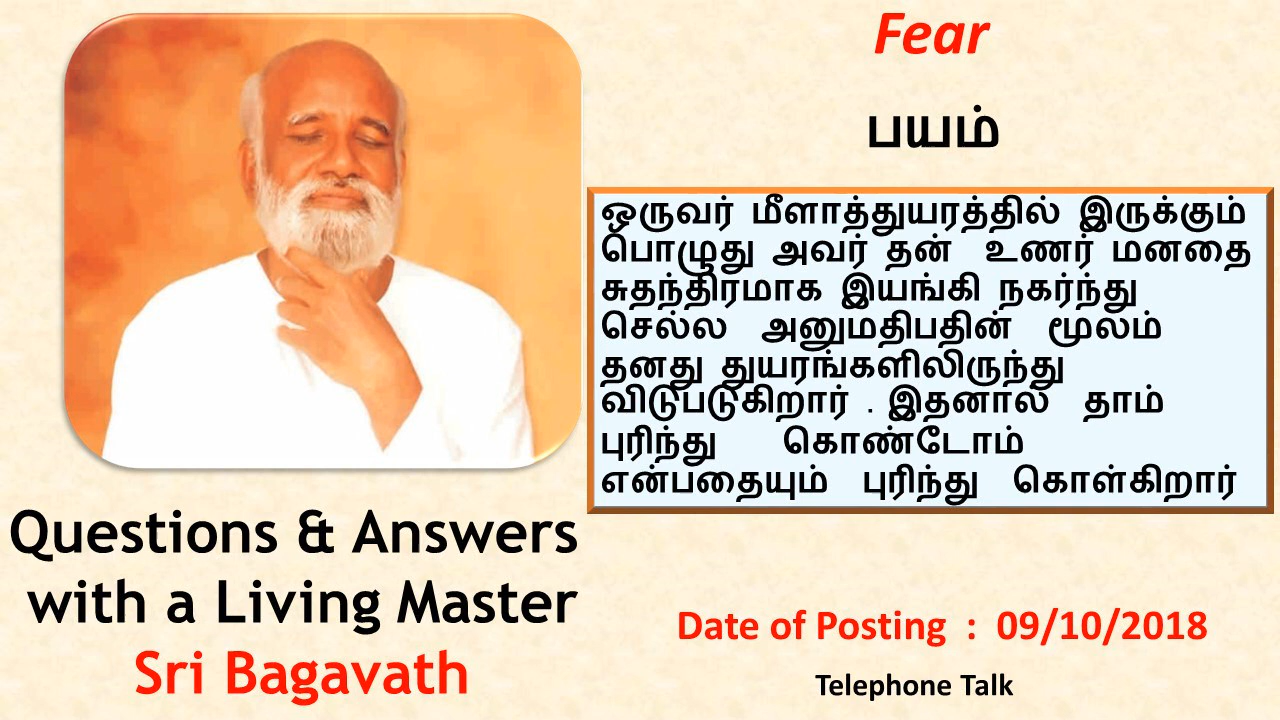 Fear
பயம்
ஒருவர் மீளாத்துயரத்தில் இருக்கும்
பொழுது அவர் தன் உணர் மனதை
சுதந்திரமாக இயங்கி நகர்ந்து
செல்ல அனுமதிபதின் மூலம்
தனது துயரங்களிலிருந்து
விடுபடுகிறார் . இதனால் தாம்
புரிந்து கொண்டோம்
என்பதையும் புரிந்து கொள்கிறார்
Questions & Answers
with a Living Master
Sri Bagavath
Date of Posting : 09/10/2018
Telephone Talk